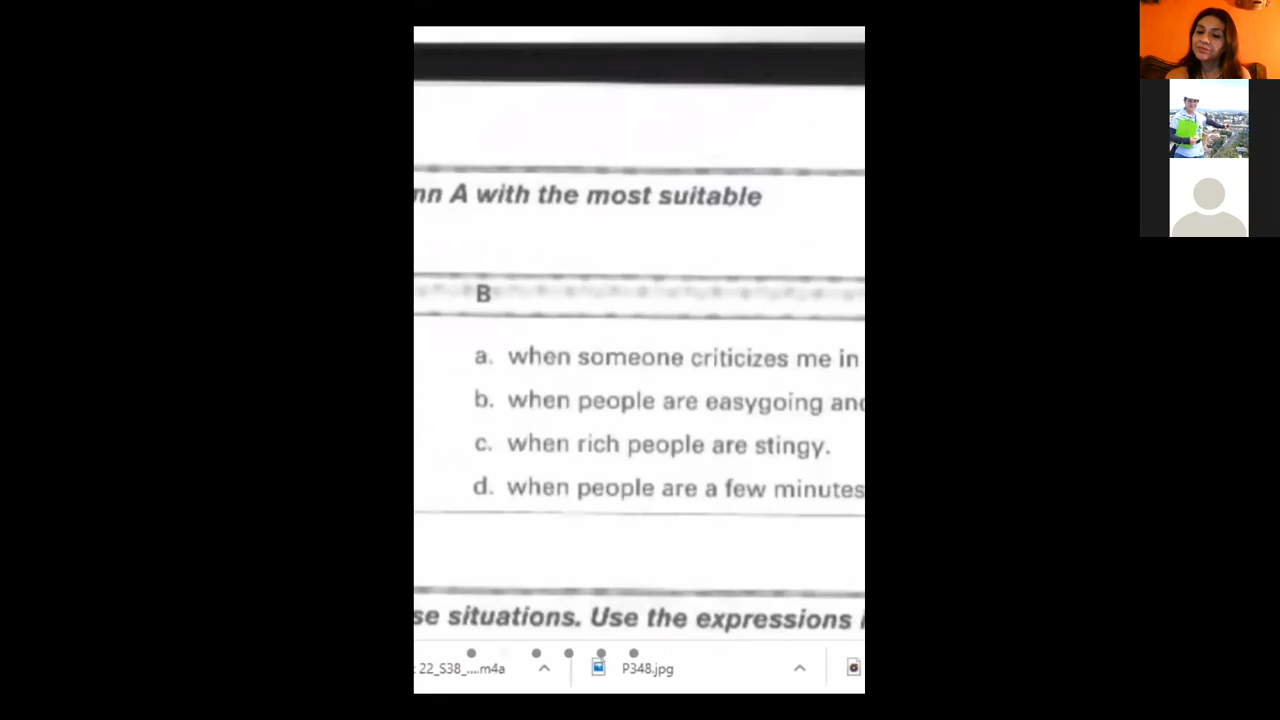 nn A with the most suitable
B
a. when someone criticizes me in
b. when people are easygoing and
c. when rich people are stingy.
d. when people are a few minutes
se situations. Use the expressions
22_S38_....m4a
P348.jpg